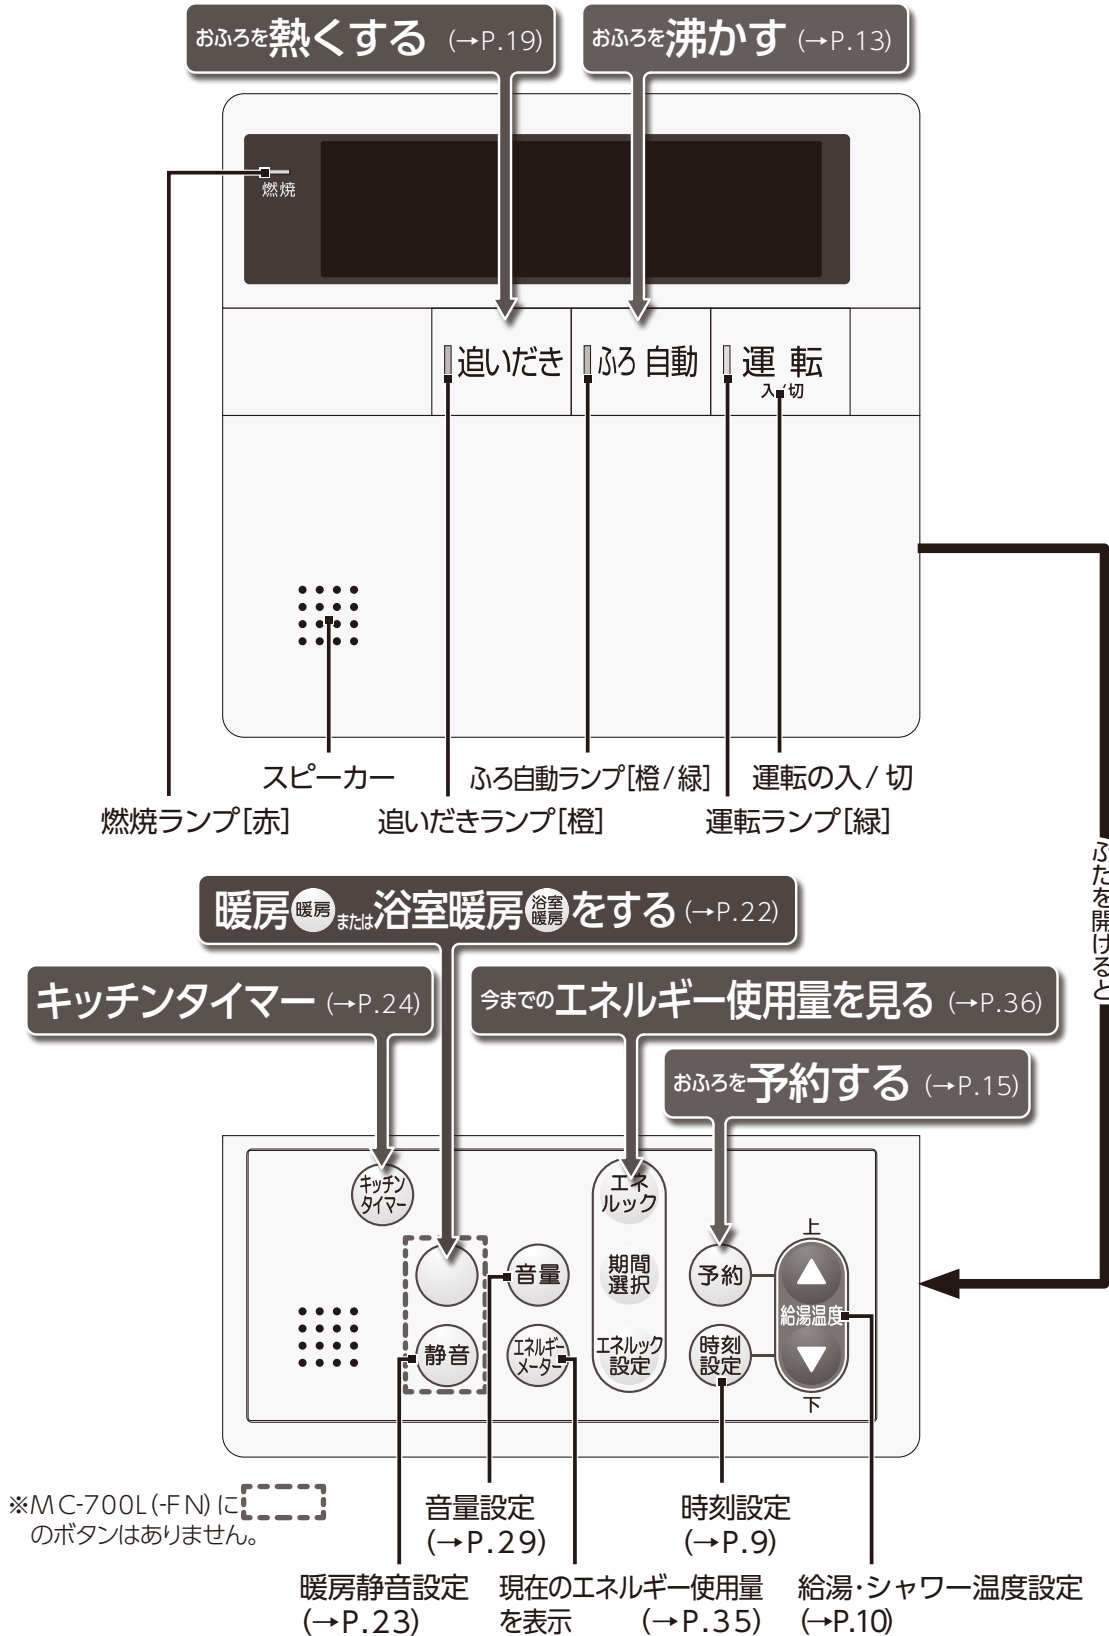 おふろを熱くする (→P.19)
おふろを沸かす (→P.13)
燃焼
追いだき
ふろ 自動
運 転
入/切
スピーカー
ふろ自動ランプ[橙/緑]
運転の入/切
燃焼ランプ[赤]
追いだきランプ[橙]
運転ランプ[緑]
ふたを開けると
暖房 暖房 または 浴室暖房 浴室暖房 をする (→P.22)
キッチンタイマー (→P.24)
今までのエネルギー使用量を見る (→P.36)
おふろを予約する (→P.15)
キッチン
タイマー
エネ
ルック
上
音量
期間
選択
予約
給湯温度
静音
エネルギー
メーター
エネルック
設定
時刻
設定
下
※MC-700L(-FN)に
のボタンはありません。
音量設定
(→P.29)
時刻設定
(→P.9)
暖房静音設定
(→P.23)
現在のエネルギー使用量
を表示 (→P.35)
給湯・シャワー温度設定
(→P.10)